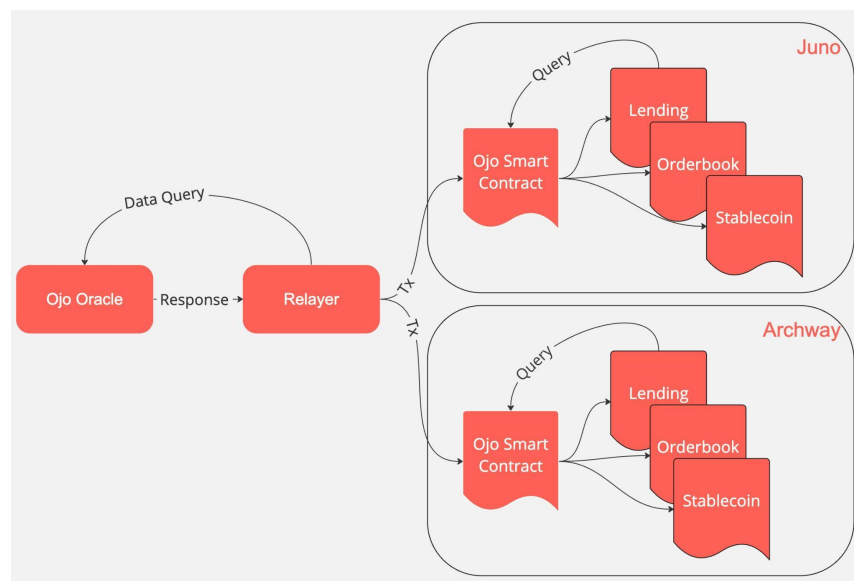 Juno
Query
Lending
Ojo Smart
Contract
Orderbook
Stablecoin
Data Query
Ojo Oracle
Response
Relayer
Tx
Tx
Archway
Query
Lending
Ojo Smart
Contract
Orderbook
Stablecoin